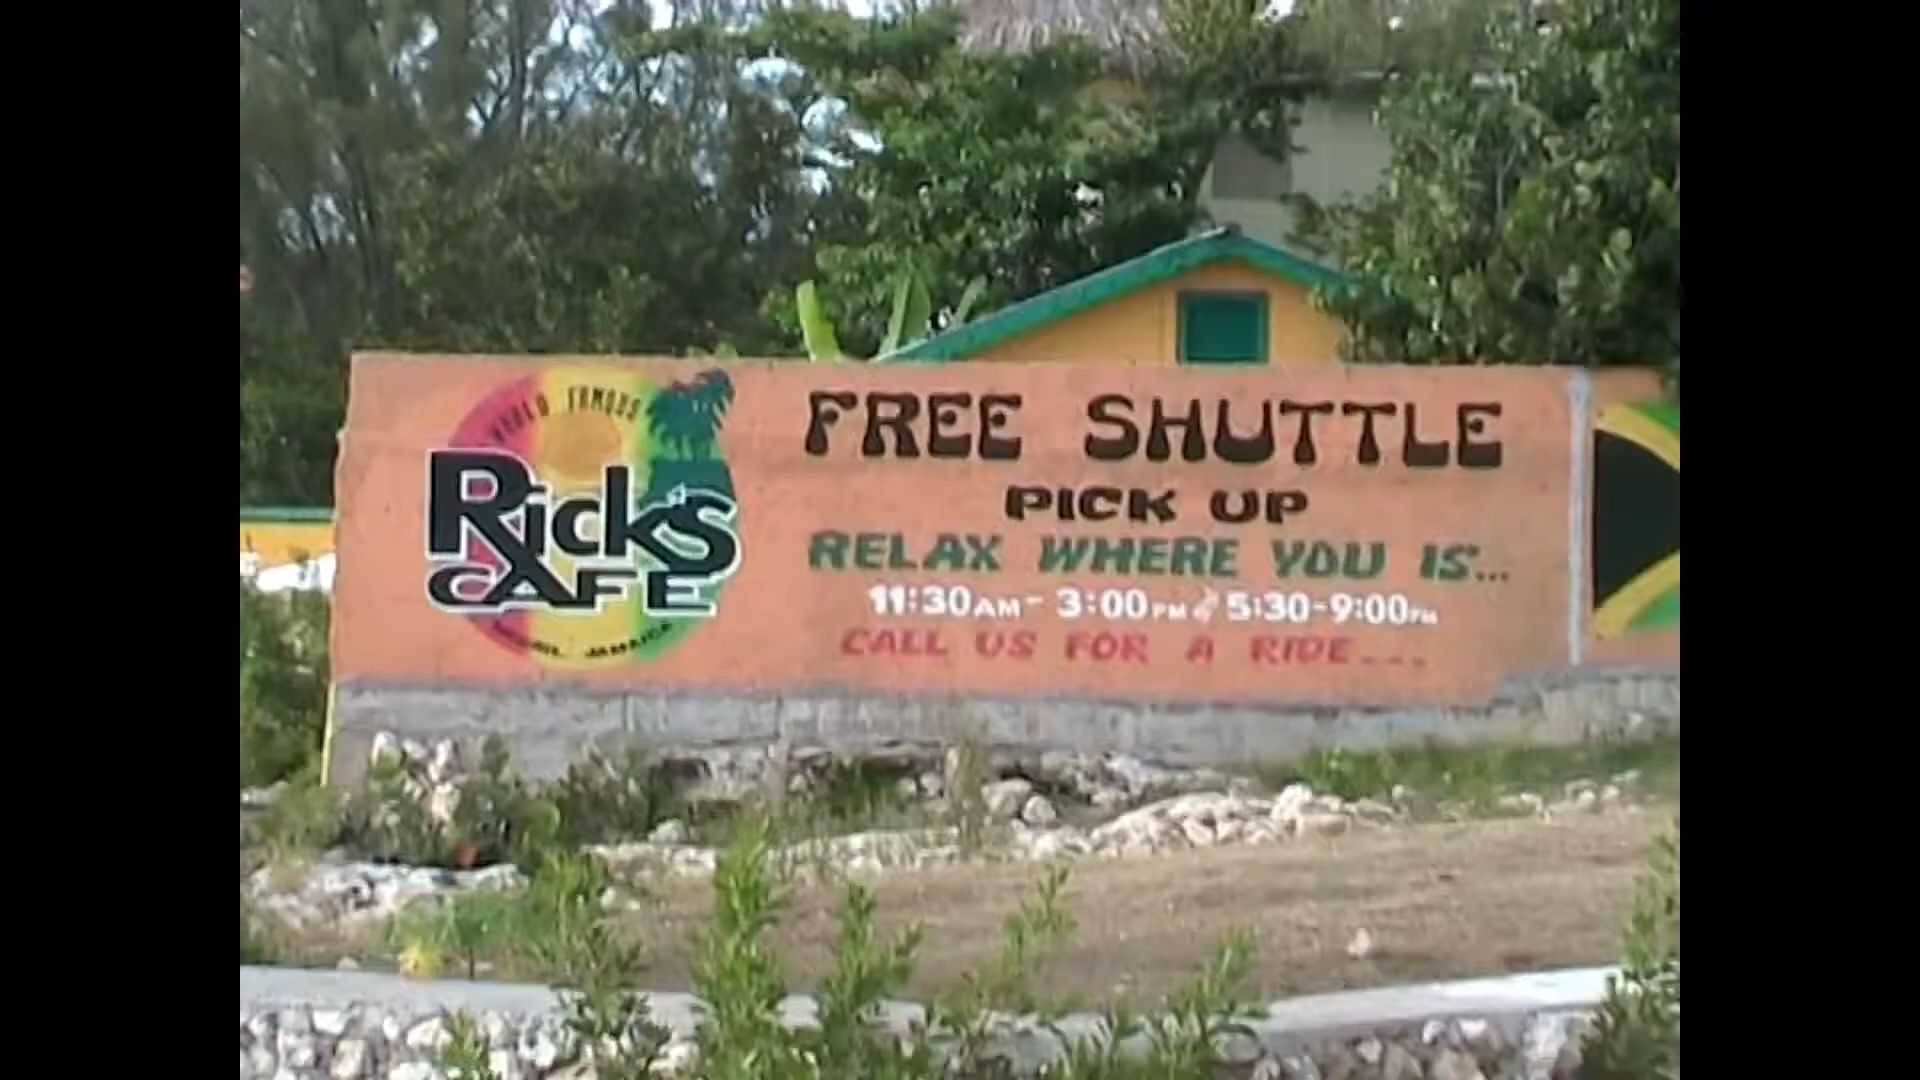 WORLD FAMOUS
Rick's
CAFE
NEGRIL, JAMAICA
FREE SHUTTLE
PICK UP
RELAX WHERE YOU IS...
11:30AM - 3:00PM & 5:30-9:00PM
CALL US FOR A RIDE...